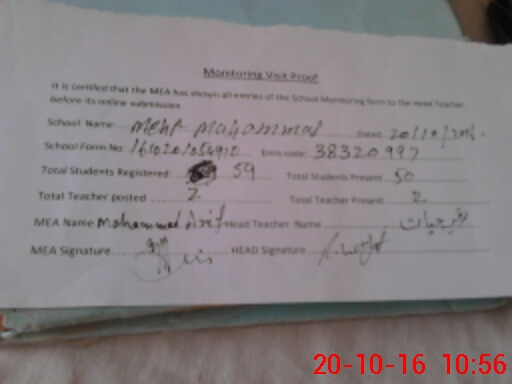 Monitoring Visit Proof
It is certified that the MEA has shown all entries of the School Monitoring form to the Head Teacher
before its online submission
School Name: Mehr Muhammad Dated: 20/10/2016
School Form No: Emis code: 38320997
Total Students Registered: 59 Total Students Present 50
Total Teacher posted 2 Total Teacher Present 2
MEA Name Mohammad Arif Head Teacher Name حیات
MEA Signature HEAD Signature
20-10-16 10:56